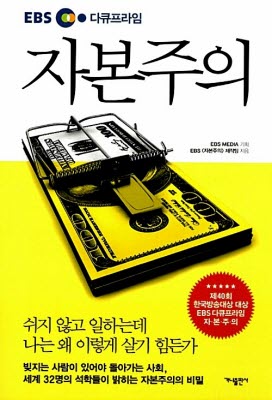 EBS 다큐프라임
자본주의
EBS MEDIA 기획
EBS 〈자본주의〉 제작팀 지음
★★★★★
제40회
한국방송대상 대상
EBS 다큐프라임
자·본·주·의
쉬지 않고 일하는데
나는 왜 이렇게 살기 힘든가
빚지는 사람이 있어야 돌아가는 사회,
세계 32명의 석학들이 밝히는 자본주의의 비밀
가나출판사
100